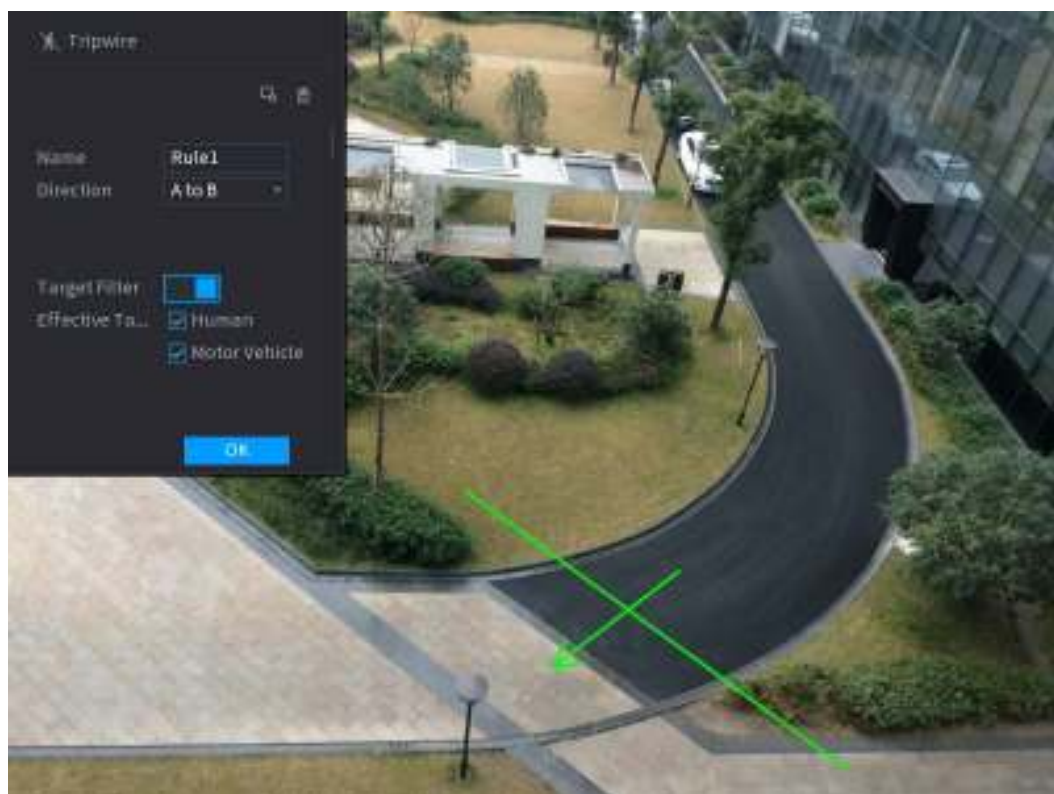 Tripwire
Name Rule1
Direction A to B
Target Filter
Effective Ta... Human
Motor Vehicle
OK